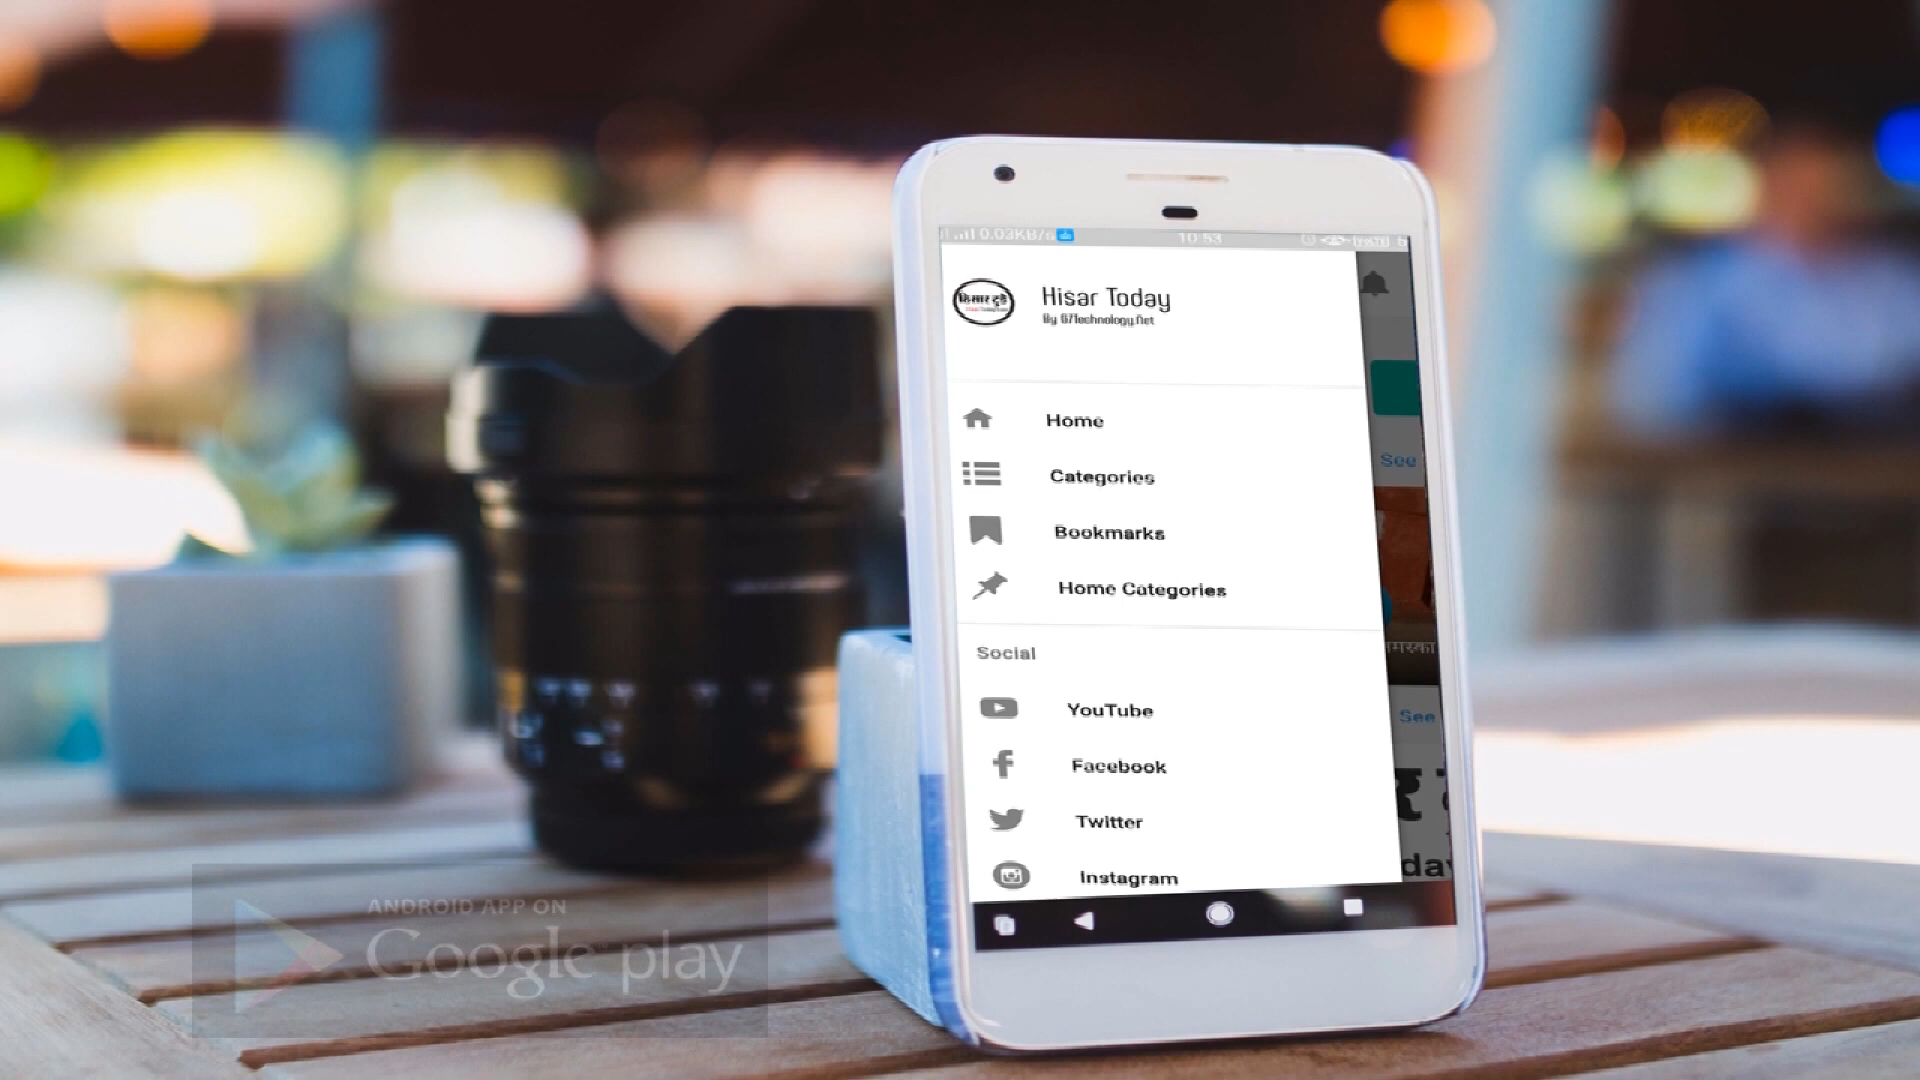 0.03KB/s
10:53
हिसार टुडे
Hisar Today
By G7Technology.Net
Home
Categories
See
Bookmarks
Home Categories
Social
YouTube
See
Facebook
Twitter
Instagram
ANDROID APP ON
Google play